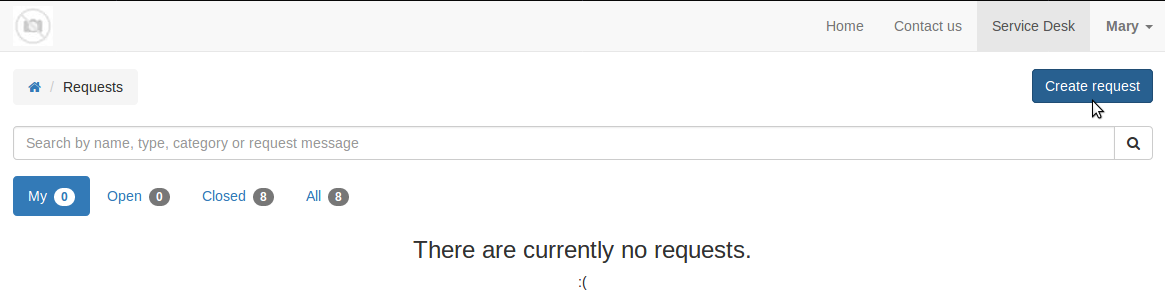 Home Contact us Service Desk Mary
/ Requests
Create request
Search by name, type, category or request message
My 0 Open 0 Closed 8 All 8
There are currently no requests.
:(